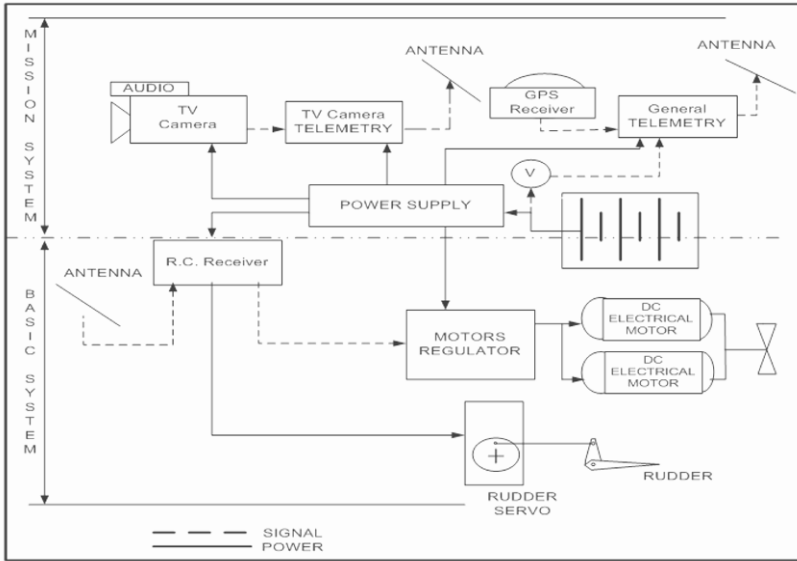 MISSION SYSTEM
ANTENNA
ANTENNA
AUDIO
TV
Camera
TV Camera
TELEMETRY
GPS
Receiver
General
TELEMETRY
V
POWER SUPPLY
BASIC SYSTEM
R.C. Receiver
ANTENNA
MOTORS
REGULATOR
DC
ELECTRICAL
MOTOR
DC
ELECTRICAL
MOTOR
RUDDER
SERVO
RUDDER
SIGNAL
POWER